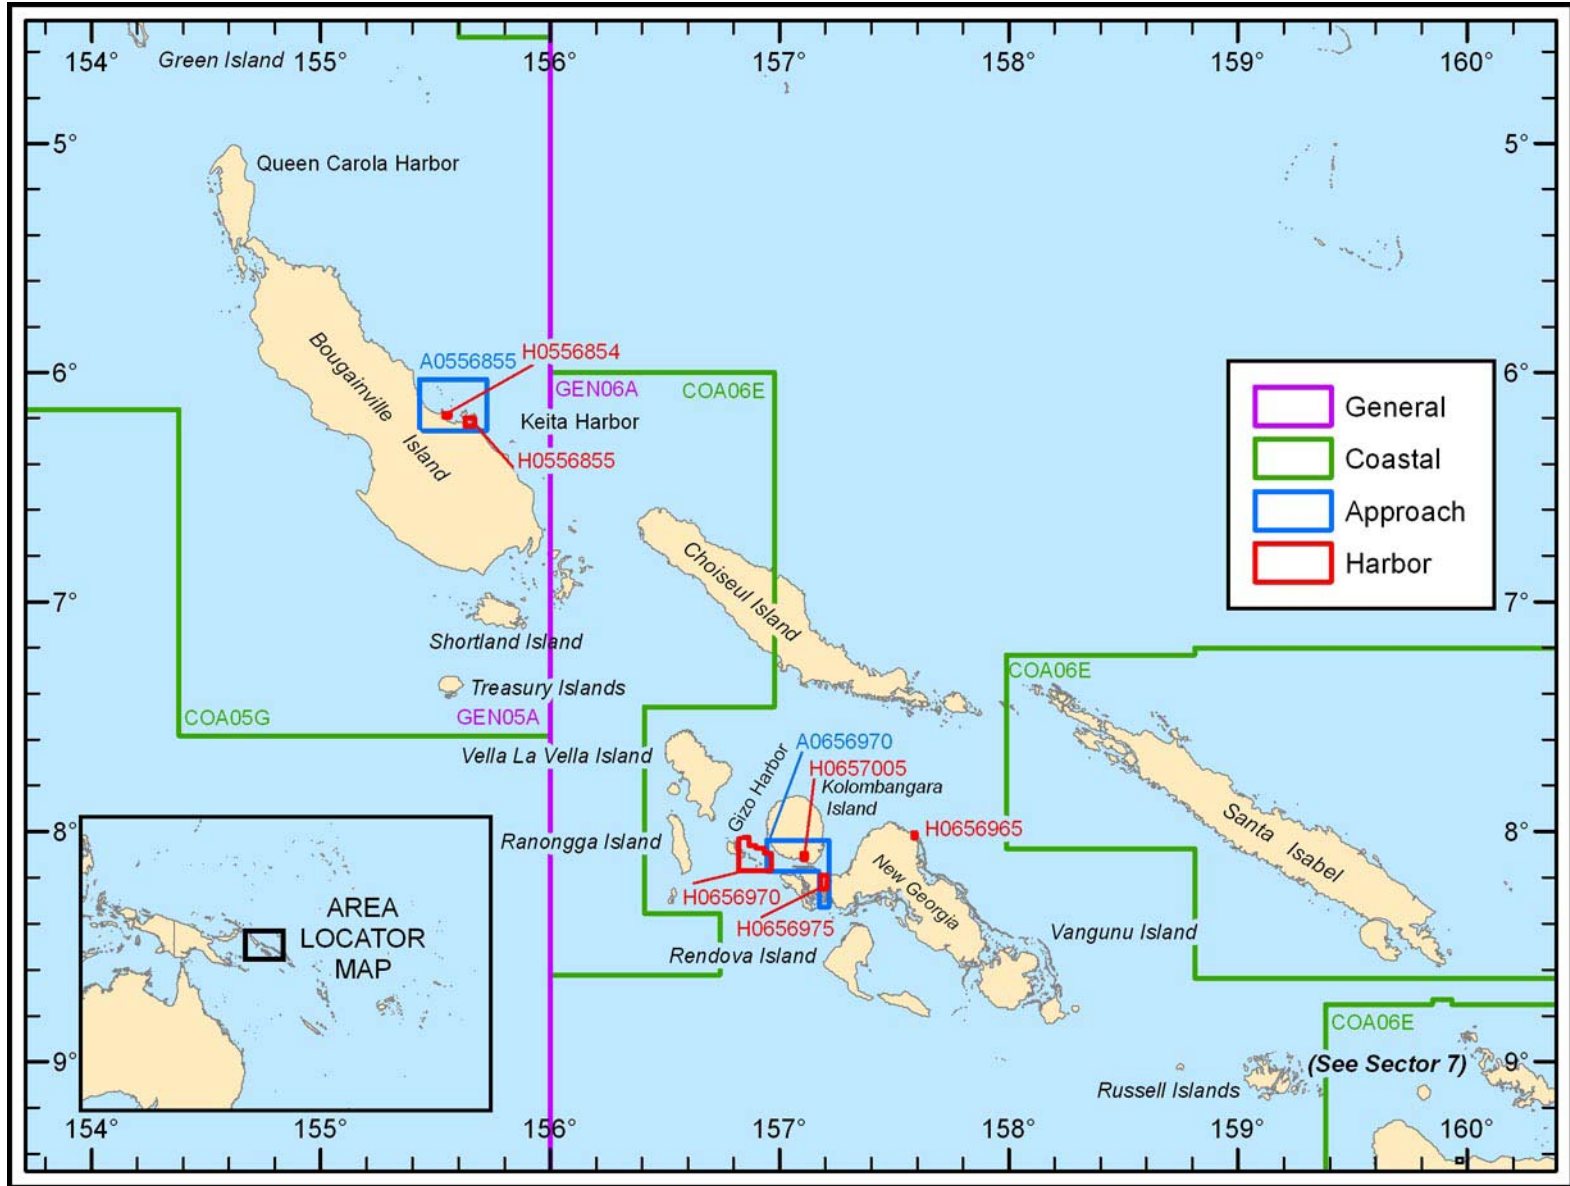 154°
Green Island
155°
156°
157°
158°
159°
160°
5°
Queen Carola Harbor
5°
6°
Bougainville
Island
A0556855
H0556854
GEN06A
COA06E
6°
Keita Harbor
H0556855
General
Coastal
Approach
Harbor
7°
Choiseul Island
7°
Shortland Island
Treasury Islands
COA05G
GEN05A
COA06E
Vella La Vella Island
Gizo Harbor
A0656970
H0657005
Kolombangara
Island
Santa
Isabel
8°
Ranongga Island
H0656965
8°
New Georgia
H0656970
H0656975
Rendova Island
Vangunu Island
AREA
LOCATOR
MAP
COA06E
9°
(See Sector 7)
9°
Russell Islands
154°
155°
156°
157°
158°
159°
160°